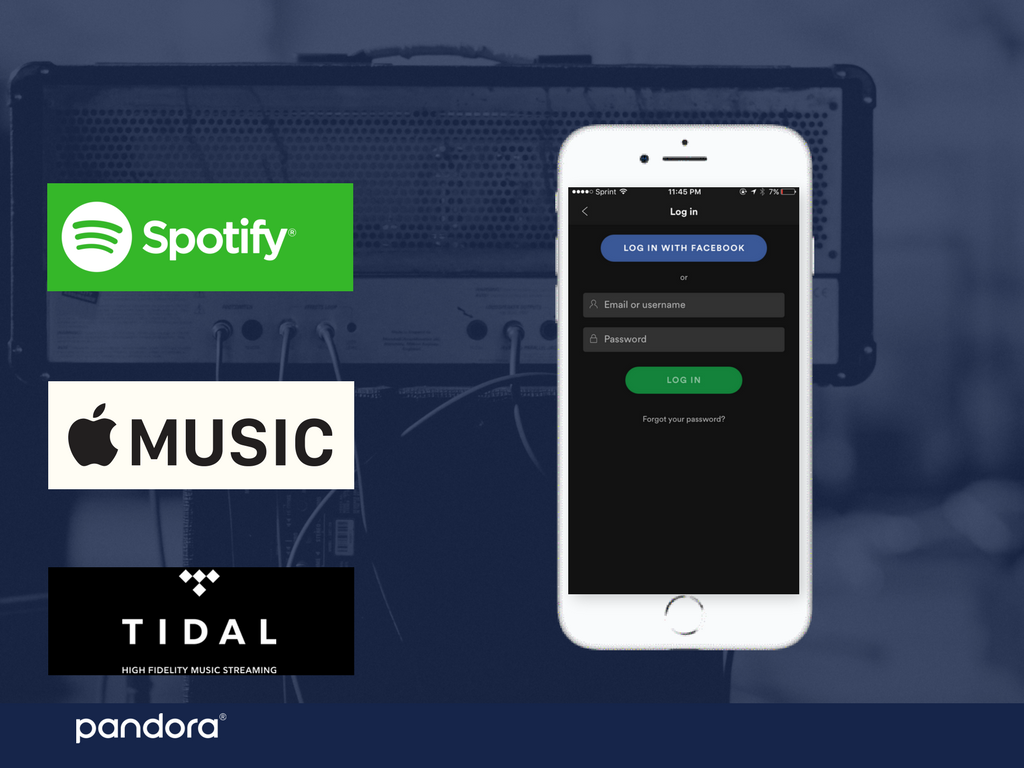 Spotify®
MUSIC
TIDAL
HIGH FIDELITY MUSIC STREAMING
pandora®
Sprint 11:45 PM 7%
Log in
LOG IN WITH FACEBOOK
or
Email or username
Password
LOG IN
Forgot your password?